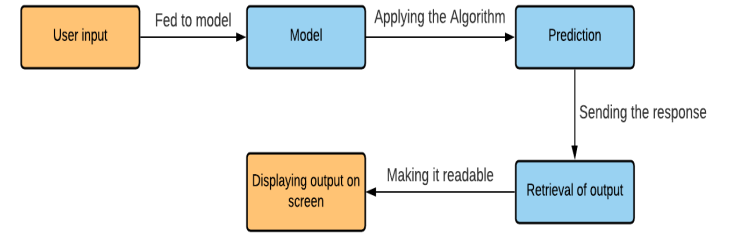 User input
Fed to model
Model
Applying the Algorithm
Prediction
Sending the response
Retrieval of output
Making it readable
Displaying output on
screen